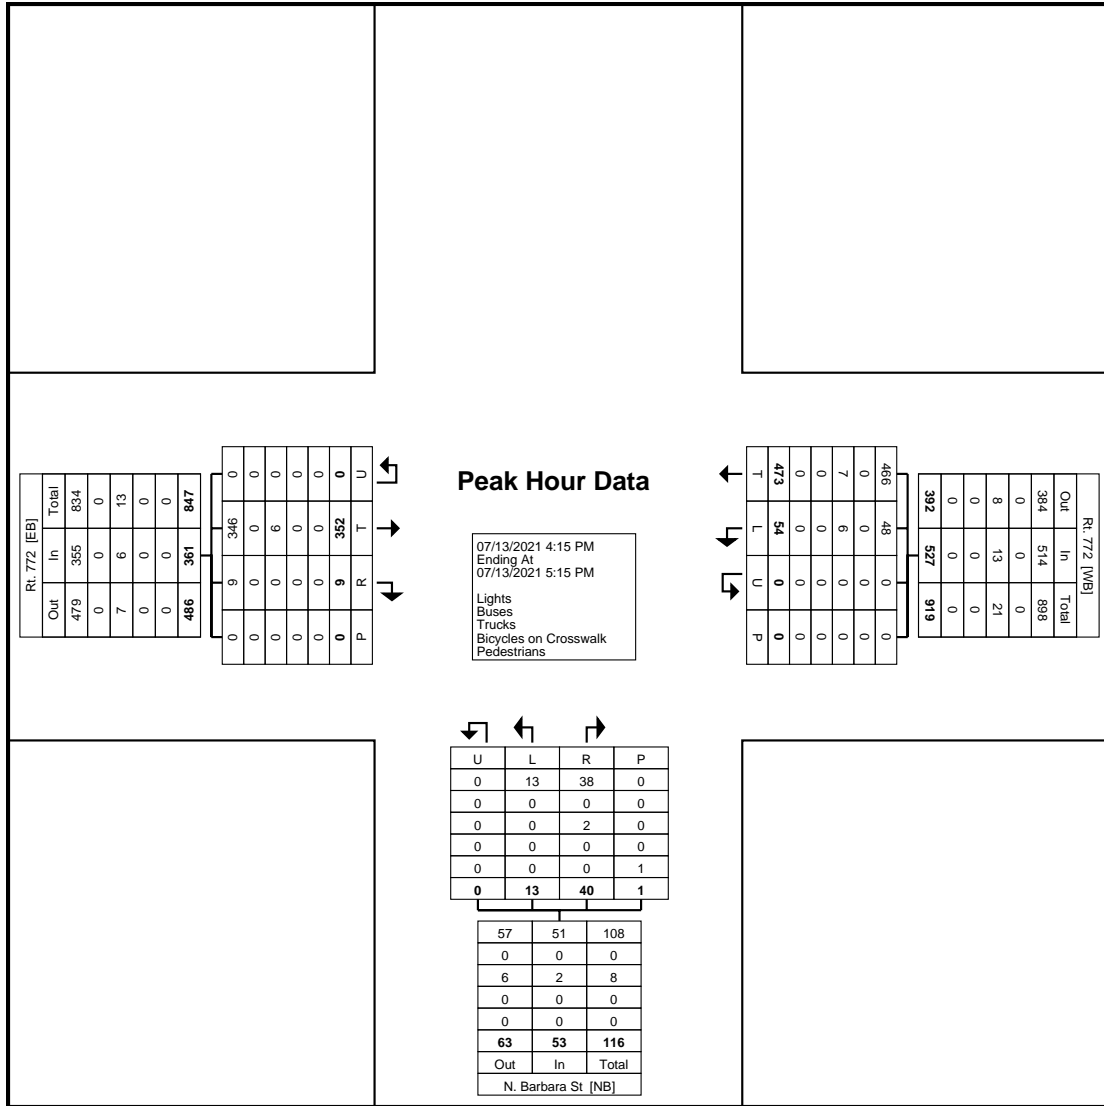 Peak Hour Data
07/13/2021 4:15 PM
Ending At
07/13/2021 5:15 PM
Lights
Buses
Trucks
Bicycles on Crosswalk
Pedestrians
Rt. 772 [EB]
Total 834 0 13 0 0 847
In 355 0 6 0 0 361
Out 479 0 7 0 0 486
0 0 0 0 0 0 U
346 0 6 0 0 352 T
9 0 0 0 0 9 R
0 0 0 0 0 0 P
Rt. 772 [WB]
Out In Total
384 514 898
0 0 0
8 13 21
0 0 0
0 0 0
392 527 919
466 48 0 0
0 0 0 0
7 6 0 0
0 0 0 0
0 0 0 0
473 54 0 0
T L U P
U L R P
0 13 38 0
0 0 0 0
0 0 2 0
0 0 0 0
0 0 0 1
0 13 40 1
57 51 108
0 0 0
6 2 8
0 0 0
0 0 0
63 53 116
Out In Total
N. Barbara St [NB]